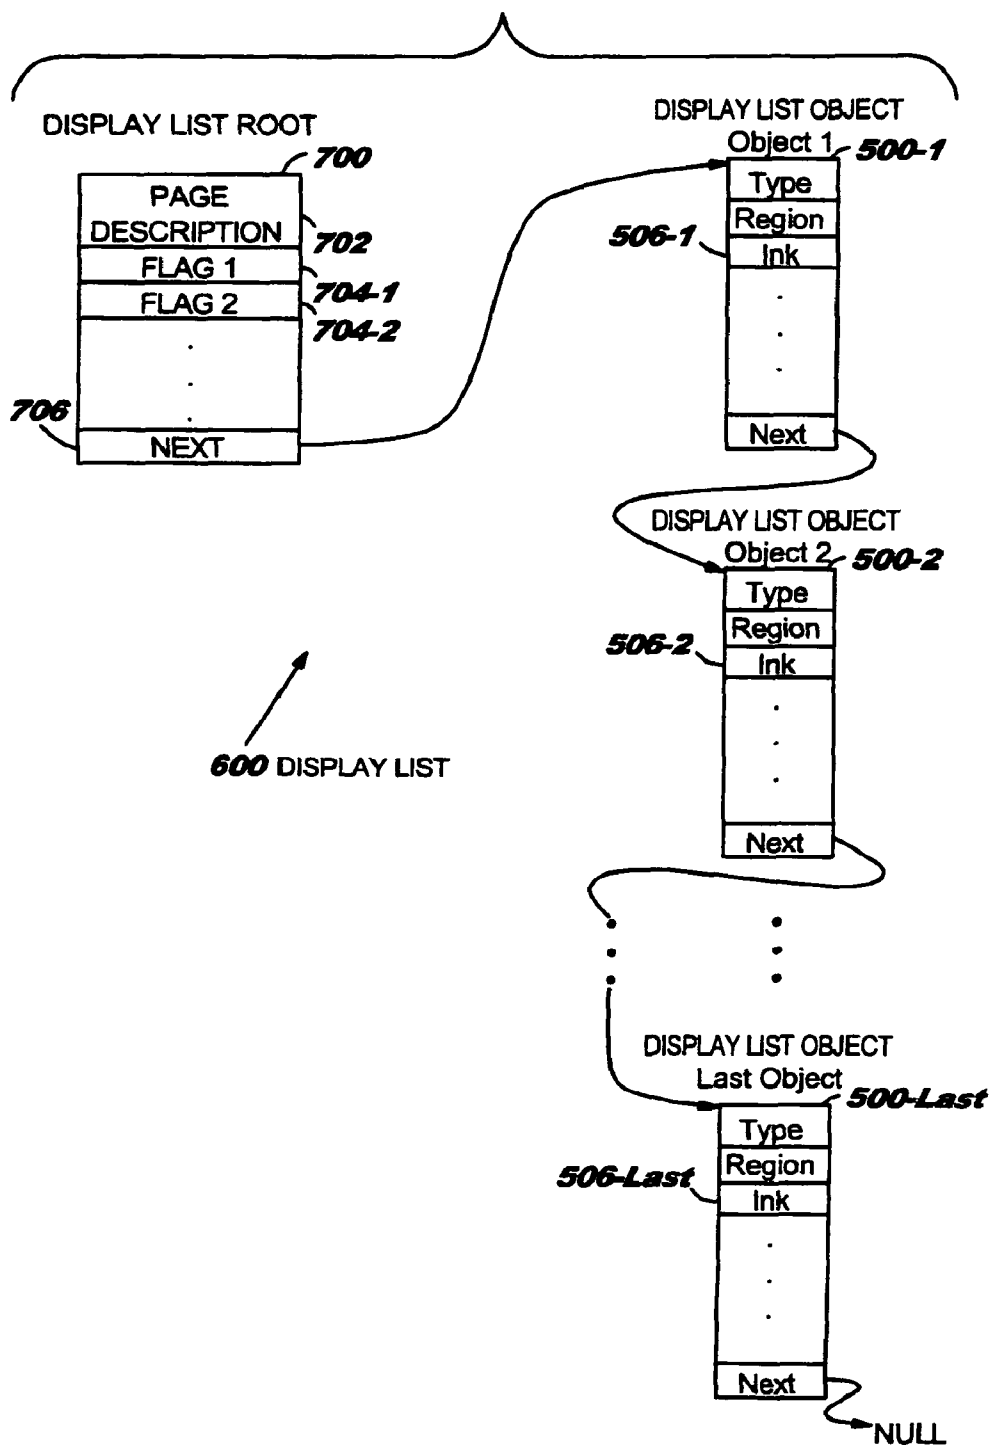 DISPLAY LIST ROOT
700
PAGE
DESCRIPTION
702
FLAG 1
704-1
FLAG 2
704-2
706
NEXT
DISPLAY LIST OBJECT
Object 1
500-1
Type
Region
506-1
Ink
Next
DISPLAY LIST OBJECT
Object 2
500-2
Type
Region
506-2
Ink
Next
600 DISPLAY LIST
DISPLAY LIST OBJECT
Last Object
500-Last
Type
Region
506-Last
Ink
Next
NULL